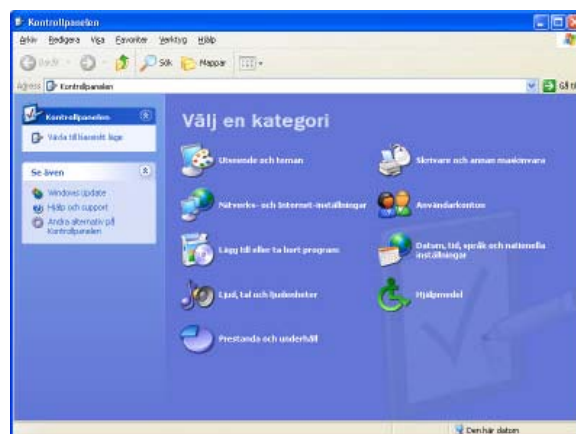 Kontrollpanelen
Arkiv Redigera Visa Favoriter Verktyg Hjälp
Sök Mappar
Adress Kontrollpanelen Gå till
Kontrollpanelen
Växla till klassiskt läge
Se även
Windows Update
Hjälp och support
Andra alternativ på
Kontrollpanelen
Välj en kategori
Utseende och teman
Skrivare och annan maskinvara
Nätverks- och Internet-inställningar
Användarkonton
Lägg till eller ta bort program
Datum, tid, språk och nationella
inställningar
Ljud, tal och ljudenheter
Hjälpmedel
Prestanda och underhåll
Den här datorn